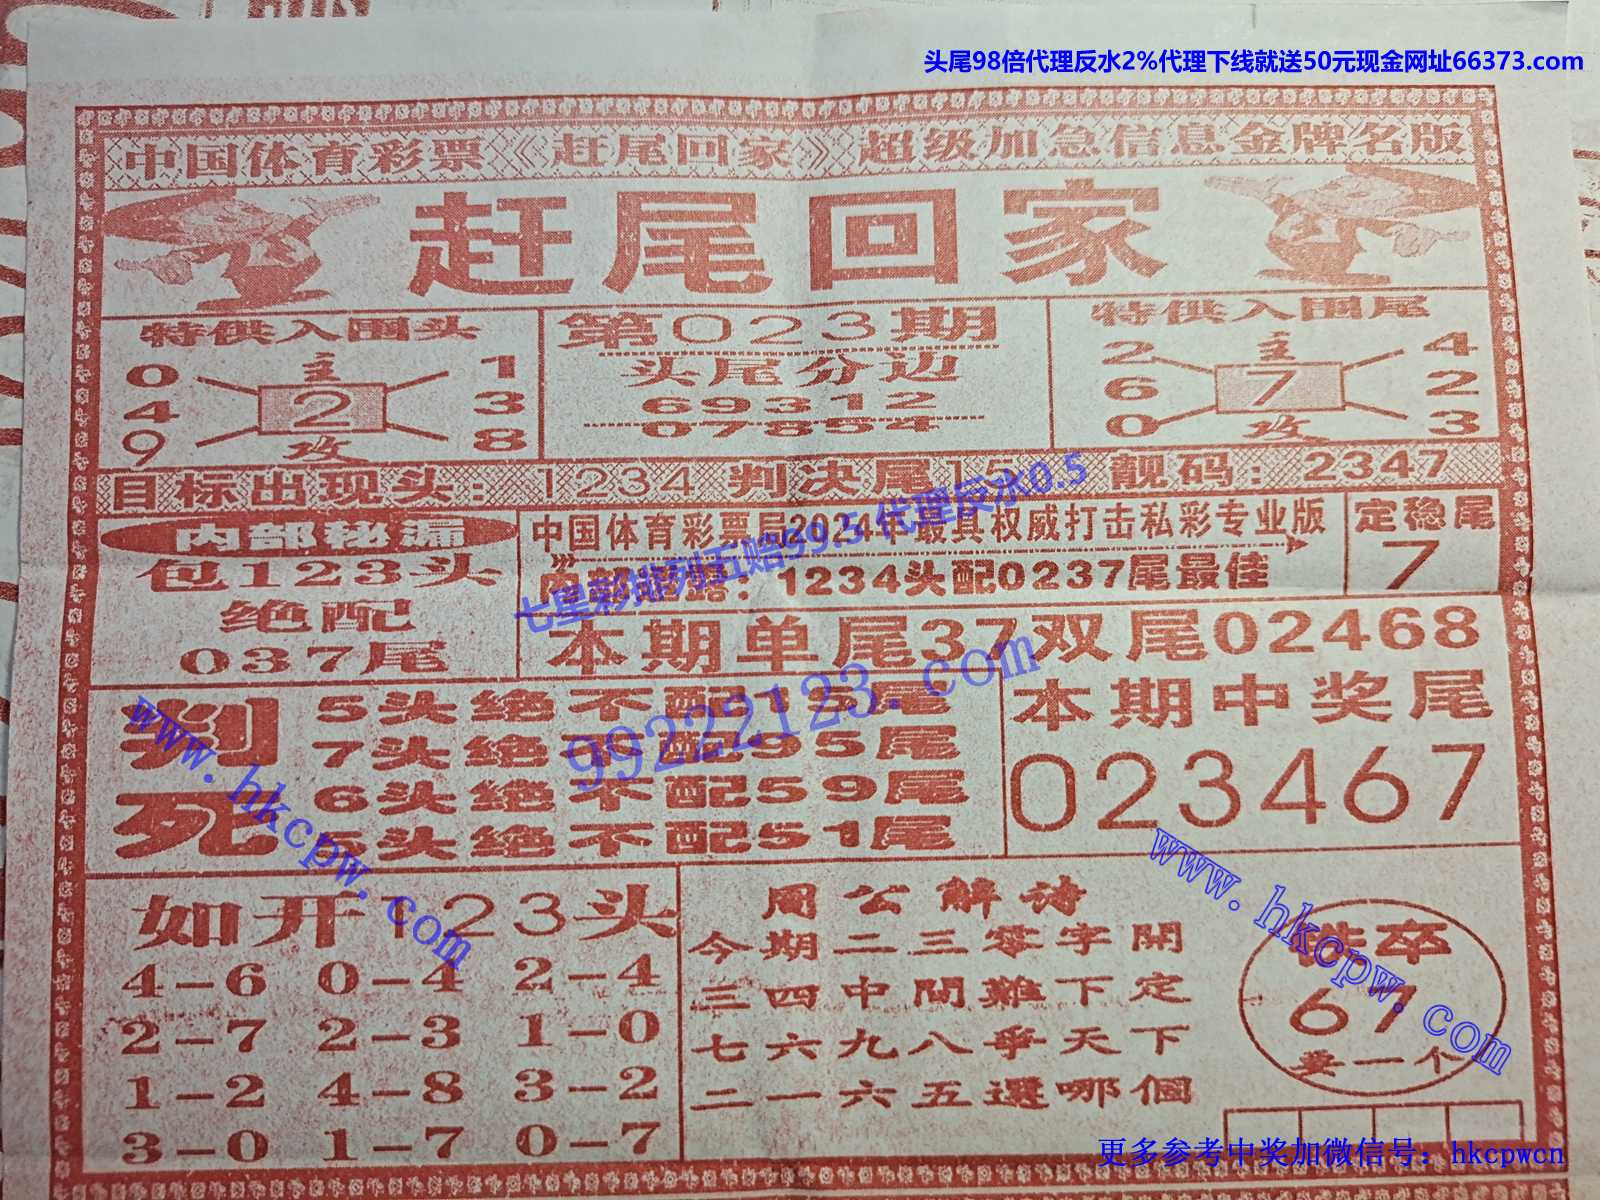 头尾98倍代理反水2%代理下线就送50元现金网址66373.com
中国体育彩票《赶尾回家》超级加急信息金牌名版
赶尾回家
特供入围头
0 主 1
4 2 3
9 攻 8
第023期
头尾分边
69312
07854
特供入围尾
2 主 4
6 7 2
0 攻 3
目标出现头：1234 判决尾15 靓码：2347
内部秘漏
包123头
绝配
037尾
中国体育彩票局2024年最具权威打击私彩专业版
内部 ：1234头配0237尾最佳
定稳尾
7
七星彩排列五赔99.5 代理反水0.5
本期单尾37双尾02468
判死
5头绝不配15尾
7头绝不配95尾
6头绝不配59尾
5头绝不配51尾
99222123.com
本期中奖尾
023467
www.hkcpw.com
如开123头
4-6 0-4 2-4
2-7 2-3 1-0
1-2 4-8 3-2
3-0 1-7 0-7
周公解诗
今期二三零字開
三四中間難下定
七六九八爭天下
二一六五選哪個
卒
67
要一个
www.hkcpw.com
更多参考中奖加微信号：hkcpwcn